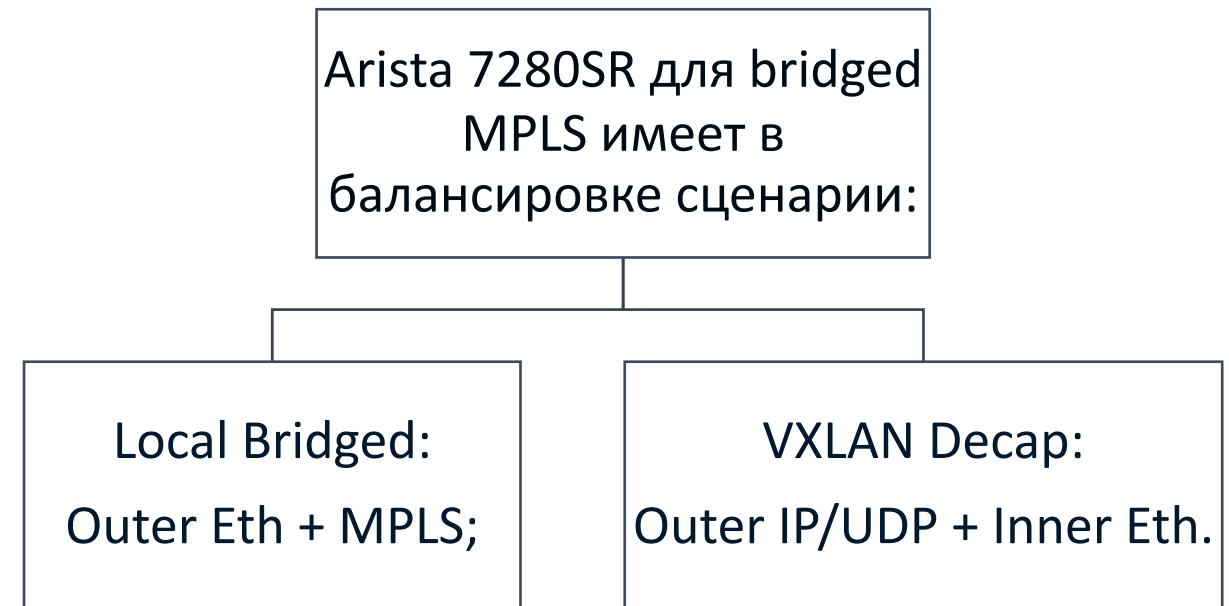 Arista 7280SR для bridged
MPLS имеет в
балансировке сценарии:
Local Bridged:
Outer Eth + MPLS;
VXLAN Decap:
Outer IP/UDP + Inner Eth.